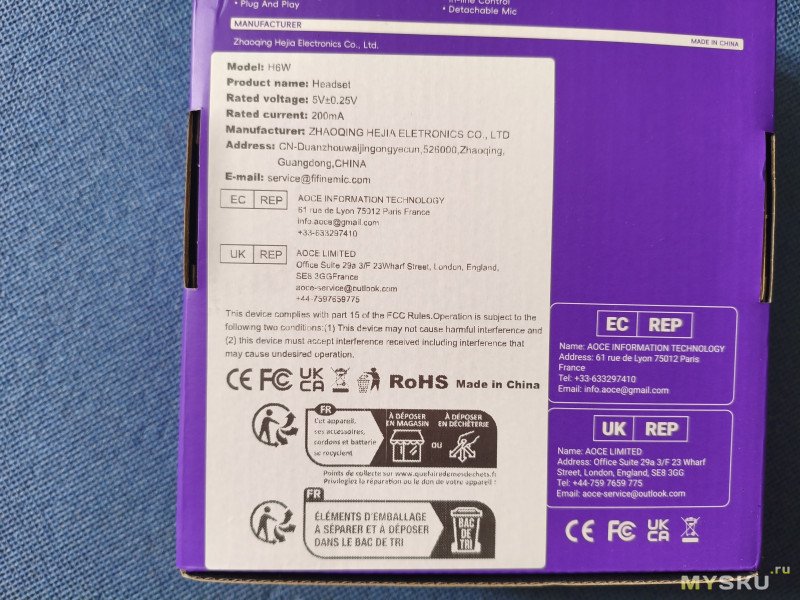 • Plug And Play
In-line Control
• Detachable Mic
MANUFACTURER
Zhaoqing Hejia Electronics Co., Ltd.
MADE IN CHINA
Model: H6W
Product name: Headset
Rated voltage: 5V±0.25V
Rated current: 200mA
Manufacturer: ZHAOQING HEJIA ELETRONICS CO., LTD
Address: CN-Duanzhouwaijingongyecun,526000,Zhaoqing,
Guangdong,CHINA
E-mail: service@fifinemic.com
EC REP
AOCE INFORMATION TECHNOLOGY
61 rue de Lyon 75012 Paris France
info.aoce@gmail.com
+33-633297410
UK REP
AOCE LIMITED
Office Suite 29a 3/F 23Wharf Street, London, England,
SE8 3GGFrance
aoce-service@outlook.com
+44-7597659775
This device complies with part 15 of the FCC Rules.Operation is subject to the
following two conditions:(1) This device may not cause harmful interference and
(2) this device must accept interference received including interference that
may cause undesired operation.
CE FC UK CA RoHS Made in China
FR
Cet appareil,
ses accessoires,
cordons et batterie
se recyclent
À DÉPOSER
EN MAGASIN
OU
À DÉPOSER
EN DÉCHÈTERIE
Points de collecte sur www.quefairedemesdechets.fr
Privilégiez la réparation ou le don de votre appareil !
FR
ÉLÉMENTS D'EMBALLAGE
À SÉPARER ET À DÉPOSER
DANS LE BAC DE TRI
BAC
DE TRI
EC REP
Name: AOCE INFORMATION TECHNOLOGY
Address: 61 rue de Lyon 75012 Paris
France
Tel: +33-633297410
Email: info.aoce@gmail.com
UK REP
Name: AOCE LIMITED
Address: Office Suite 29a 3/F 23 Wharf
Street, London, England, SE8 3GG
Tel: +44-759 7659 775
Email: aoce-service@outlook.com
CE FC UK CA
MYSKU.ru